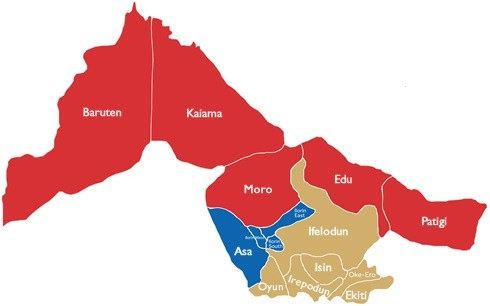 Baruten
Kaiama
Moro
Edu
Patigi
Ilorin
East
Ifelodun
Ilorin
South
Asa
Isin
Oke-Ero
Oyun
Irepodun
Ekiti